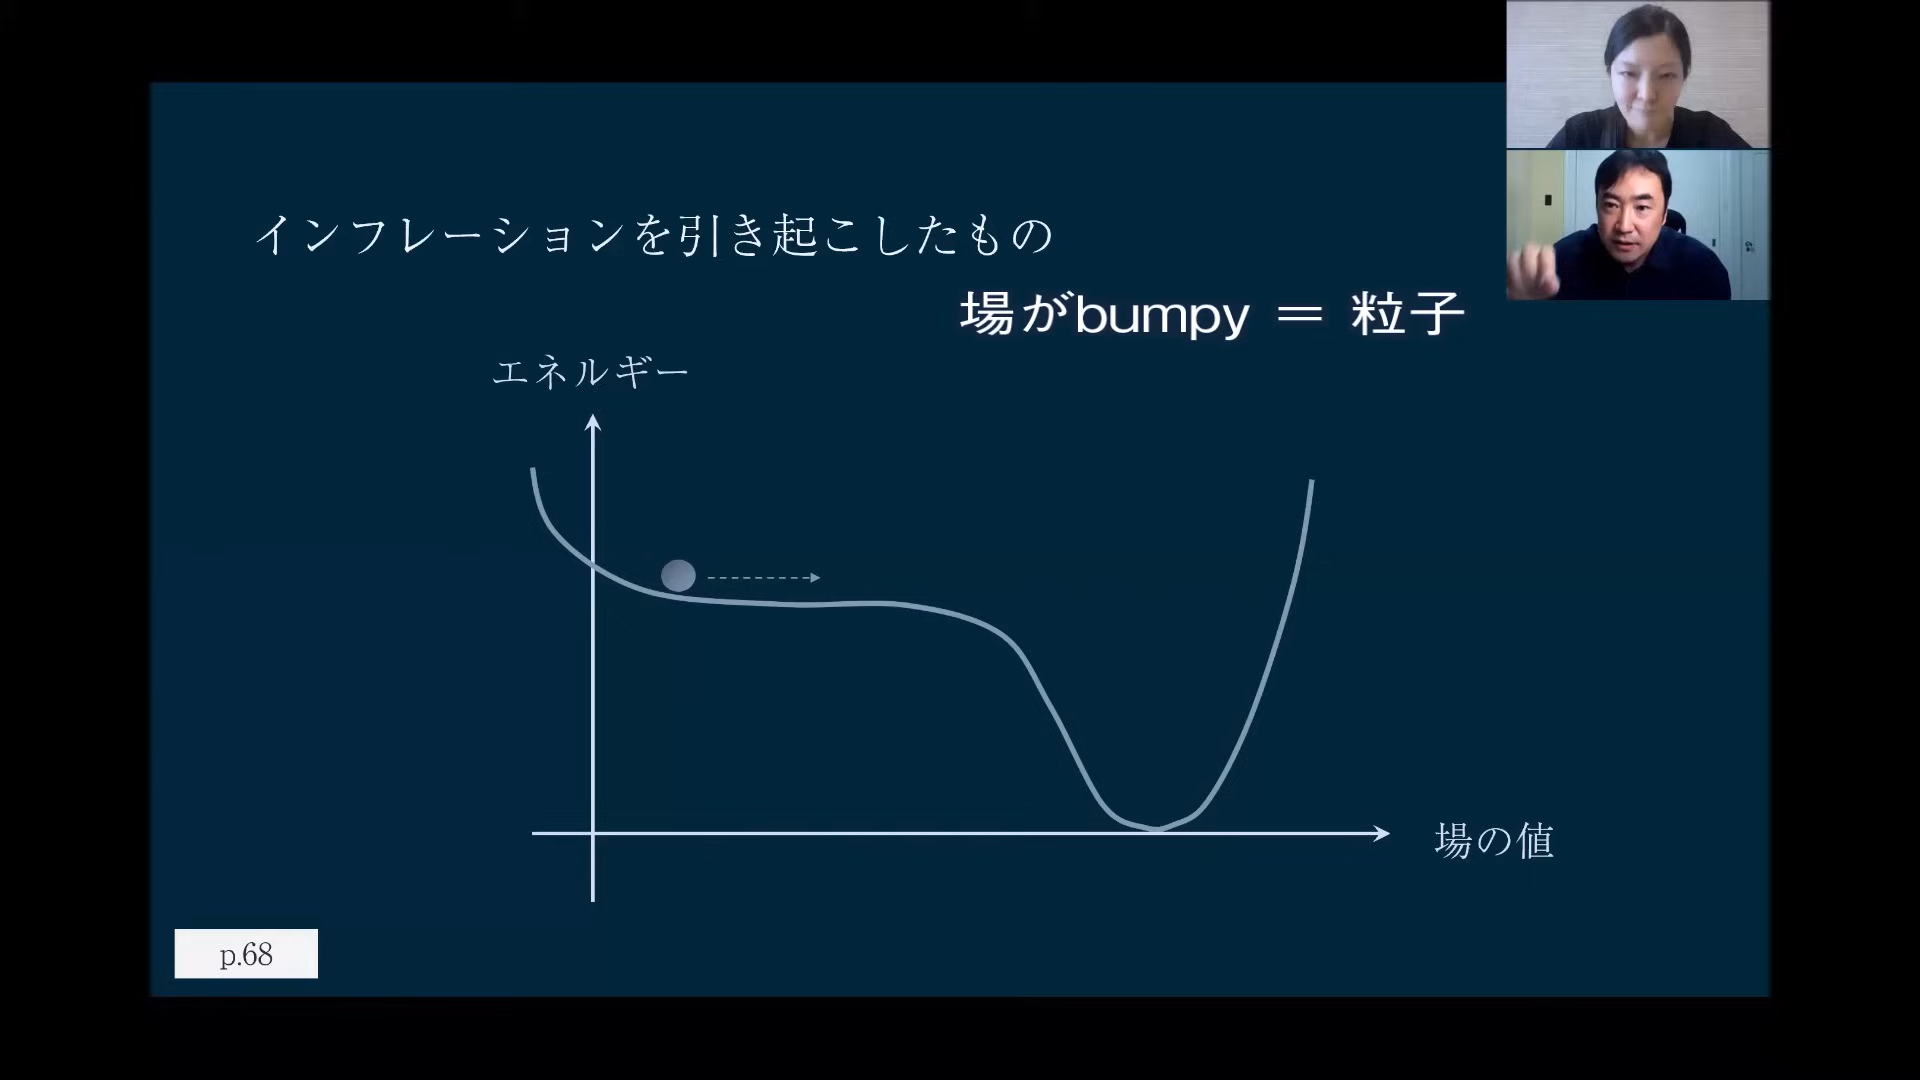 インフレーションを引き起こしたもの
場がbumpy = 粒子
エネルギー
場の値
p.68